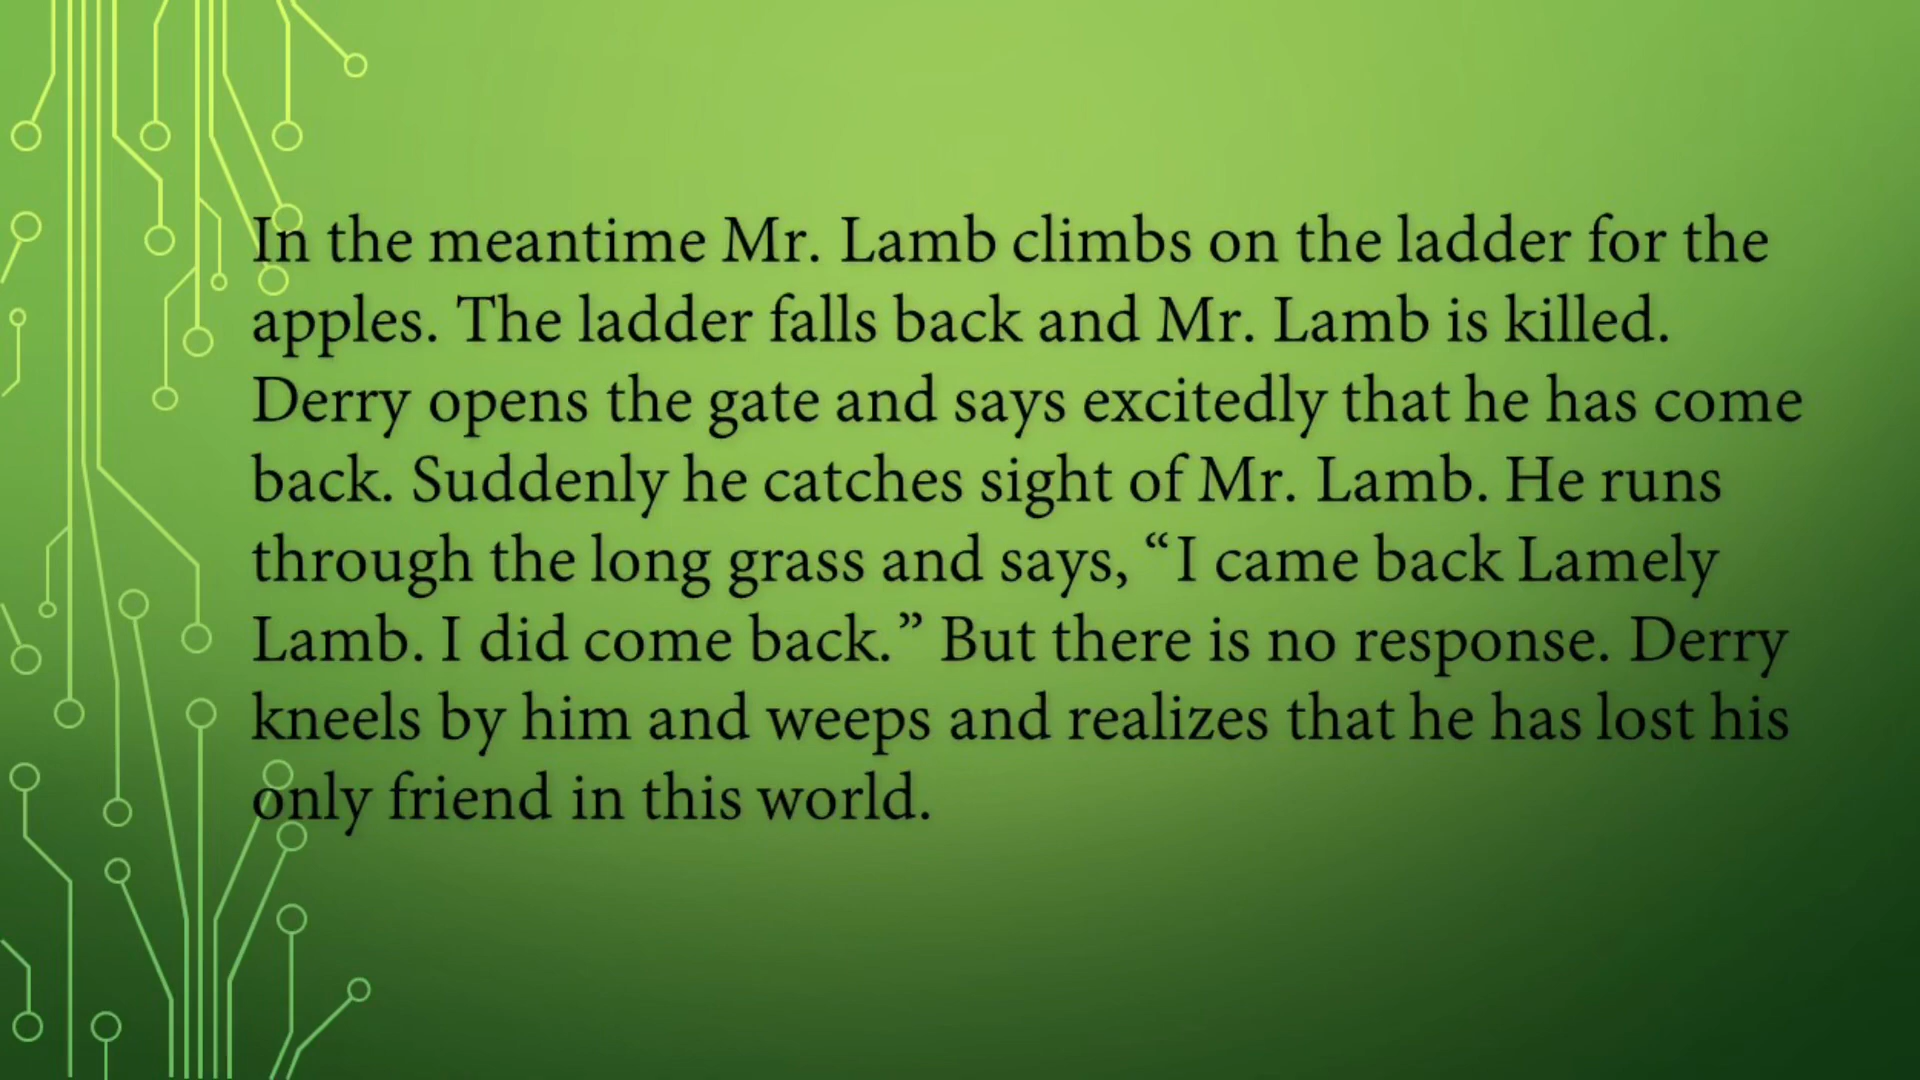 In the meantime Mr. Lamb climbs on the ladder for the
apples. The ladder falls back and Mr. Lamb is killed.
Derry opens the gate and says excitedly that he has come
back. Suddenly he catches sight of Mr. Lamb. He runs
through the long grass and says, “I came back Lamely
Lamb. I did come back.” But there is no response. Derry
kneels by him and weeps and realizes that he has lost his
only friend in this world.